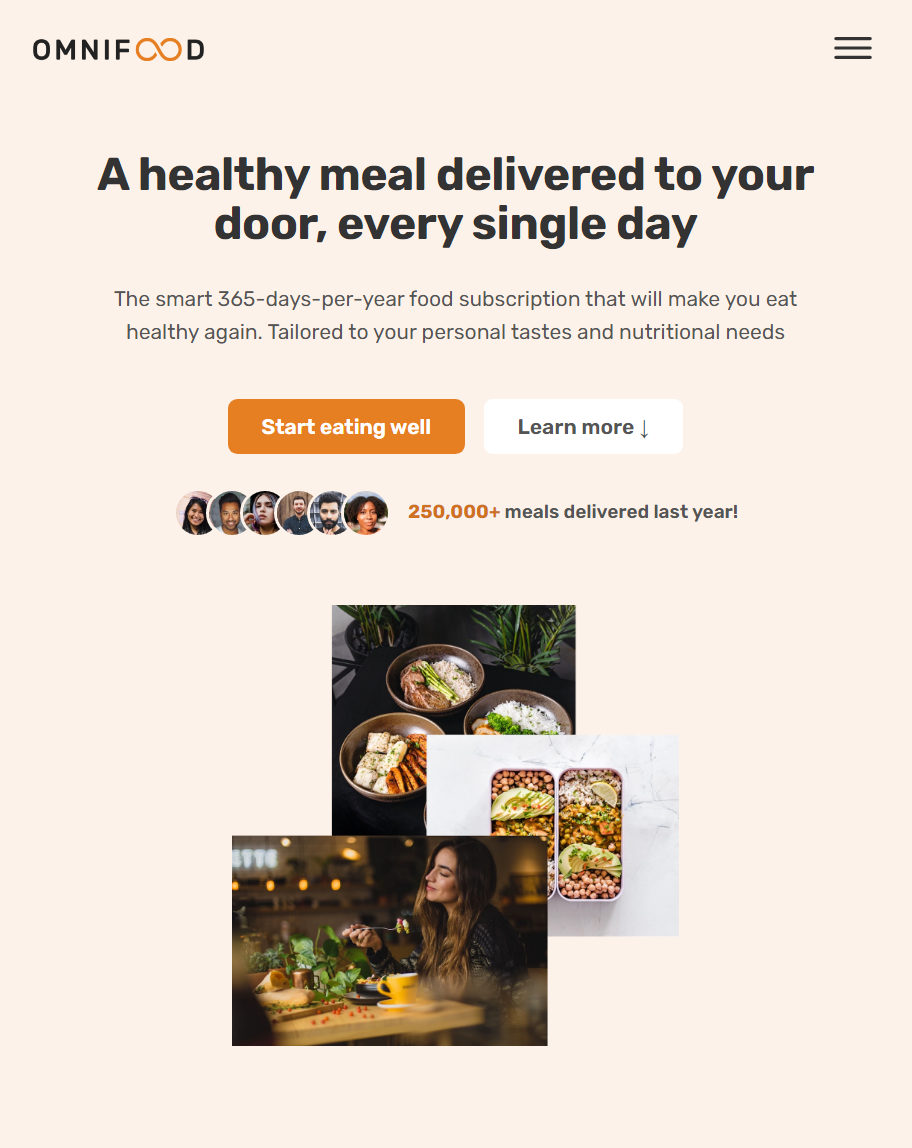 OMNIFOOD
A healthy meal delivered to your
door, every single day
The smart 365-days-per-year food subscription that will make you eat
healthy again. Tailored to your personal tastes and nutritional needs
Start eating well
Learn more ↓
250,000+ meals delivered last year!